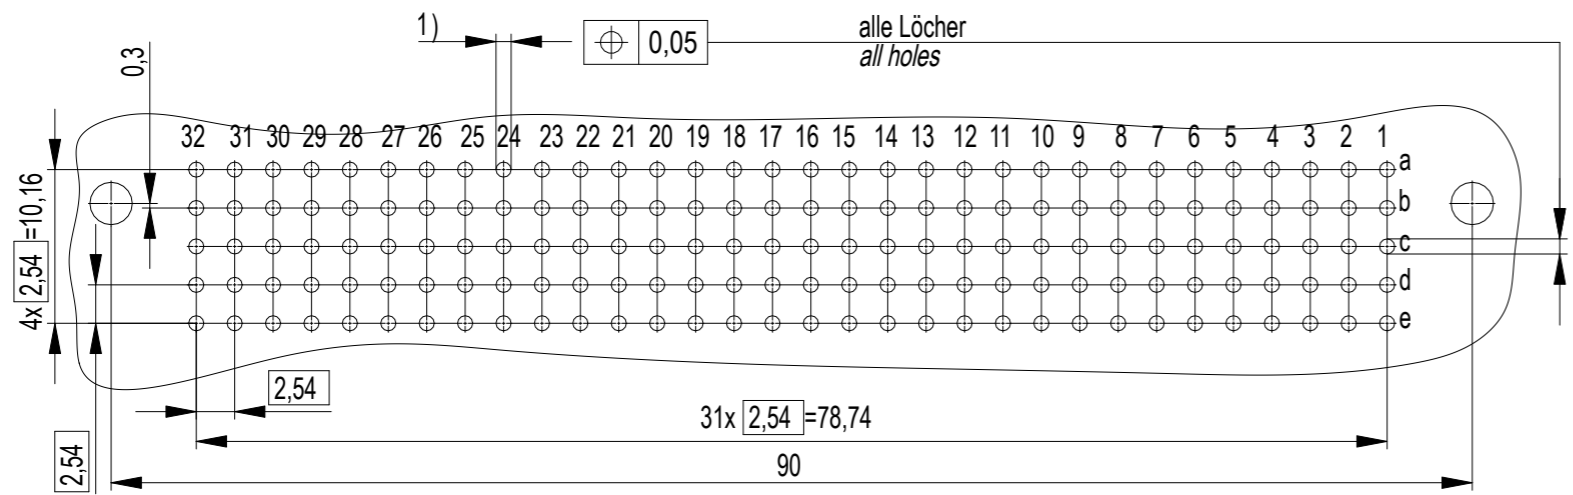 1)
0,05
alle Löcher
all holes
0,3
32 31 30 29 28 27 26 25 24 23 22 21 20 19 18 17 16 15 14 13 12 11 10 9 8 7 6 5 4 3 2 1
a
b
c
d
e
4x 2,54 =10,16
2,54
2,54
31x 2,54 =78,74
90